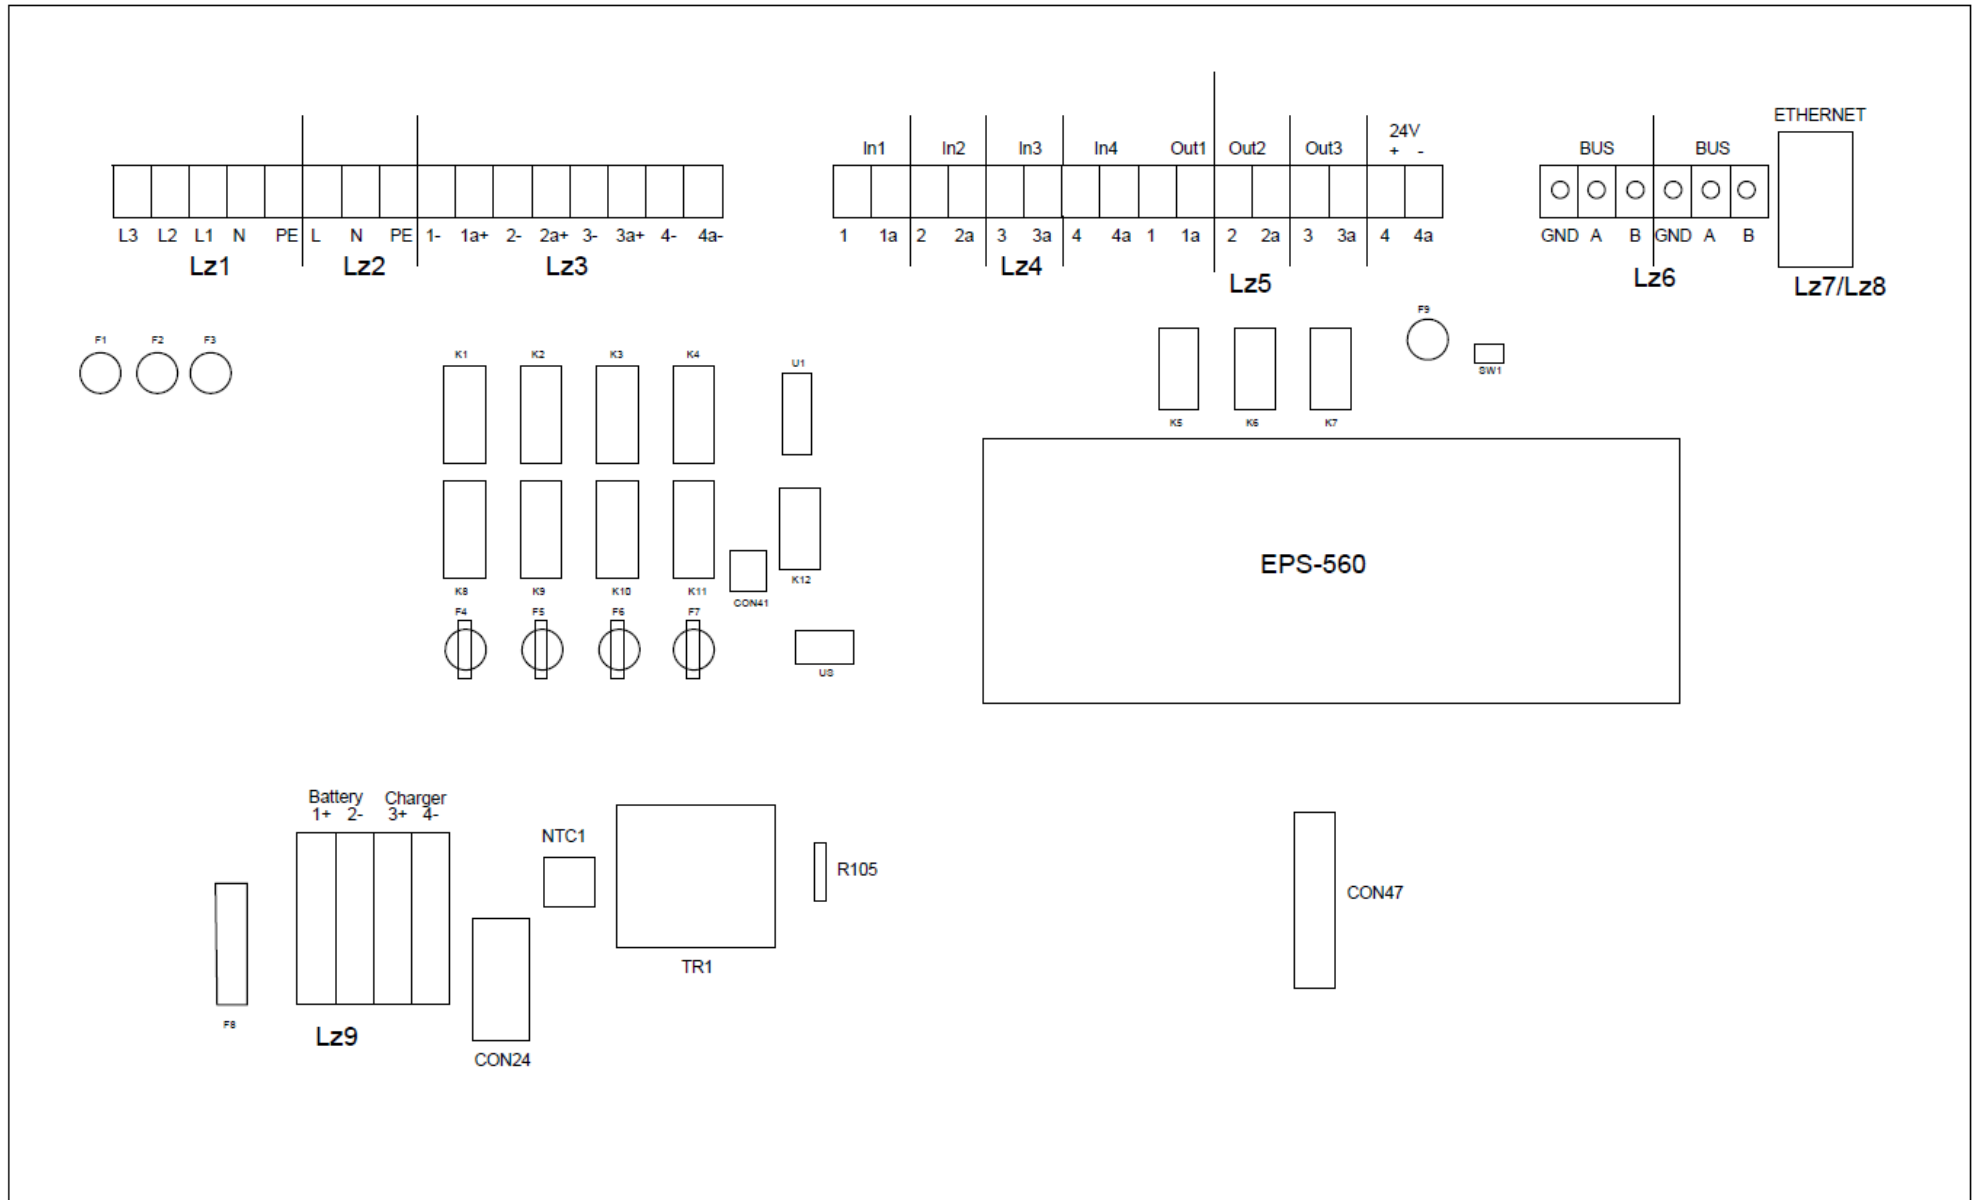 ETHERNET
24V
In1 In2 In3 In4 Out1 Out2 Out3 + - BUS BUS
L3 L2 L1 N PE L N PE 1- 1a+ 2- 2a+ 3- 3a+ 4- 4a- 1 1a 2 2a 3 3a 4 4a 1 1a 2 2a 3 3a 4 4a GND A B GND A B
Lz1 Lz2 Lz3 Lz4 Lz5 Lz6 Lz7/Lz8
F1 F2 F3 F9
K1 K2 K3 K4 U1 SW1
K5 K6 K7
EPS-560
K8 K9 K10 K11 CON41 K12
F4 F5 F6 F7
U3
Battery Charger
1+ 2- 3+ 4-
NTC1
R105
CON47
TR1
F8
Lz9
CON24